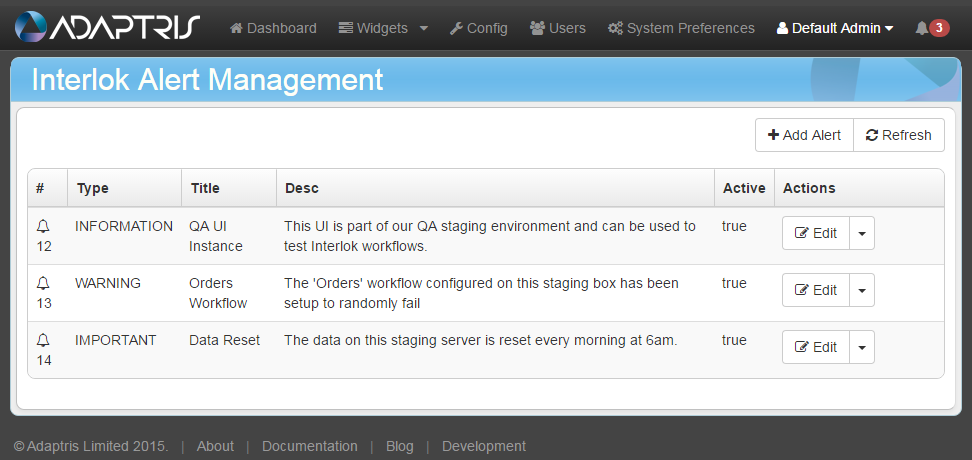 ADAPTRIS Dashboard Widgets Config Users System Preferences Default Admin 3
Interlok Alert Management
Add Alert Refresh
# Type Title Desc Active Actions
12 INFORMATION QA UI Instance This UI is part of our QA staging environment and can be used to test Interlok workflows. true Edit
13 WARNING Orders Workflow The 'Orders' workflow configured on this staging box has been setup to randomly fail true Edit
14 IMPORTANT Data Reset The data on this staging server is reset every morning at 6am. true Edit
© Adaptris Limited 2015. | About | Documentation | Blog | Development